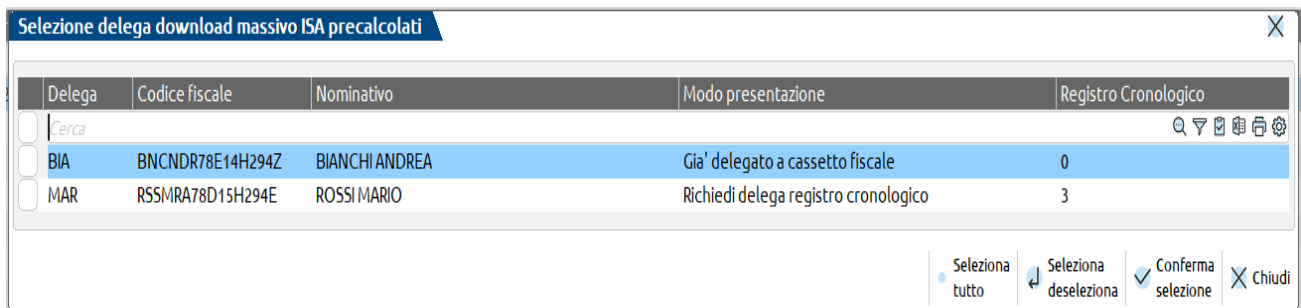 Selezione delega download massivo ISA precalcolati
Delega Codice fiscale Nominativo Modo presentazione Registro Cronologico
Cerca
BIA BNCNDR78E14H294Z BIANCHI ANDREA Gia' delegato a cassetto fiscale 0
MAR RSSMRA78D15H294E ROSSI MARIO Richiedi delega registro cronologico 3
Seleziona tutto
Seleziona deseleziona
Conferma selezione
Chiudi